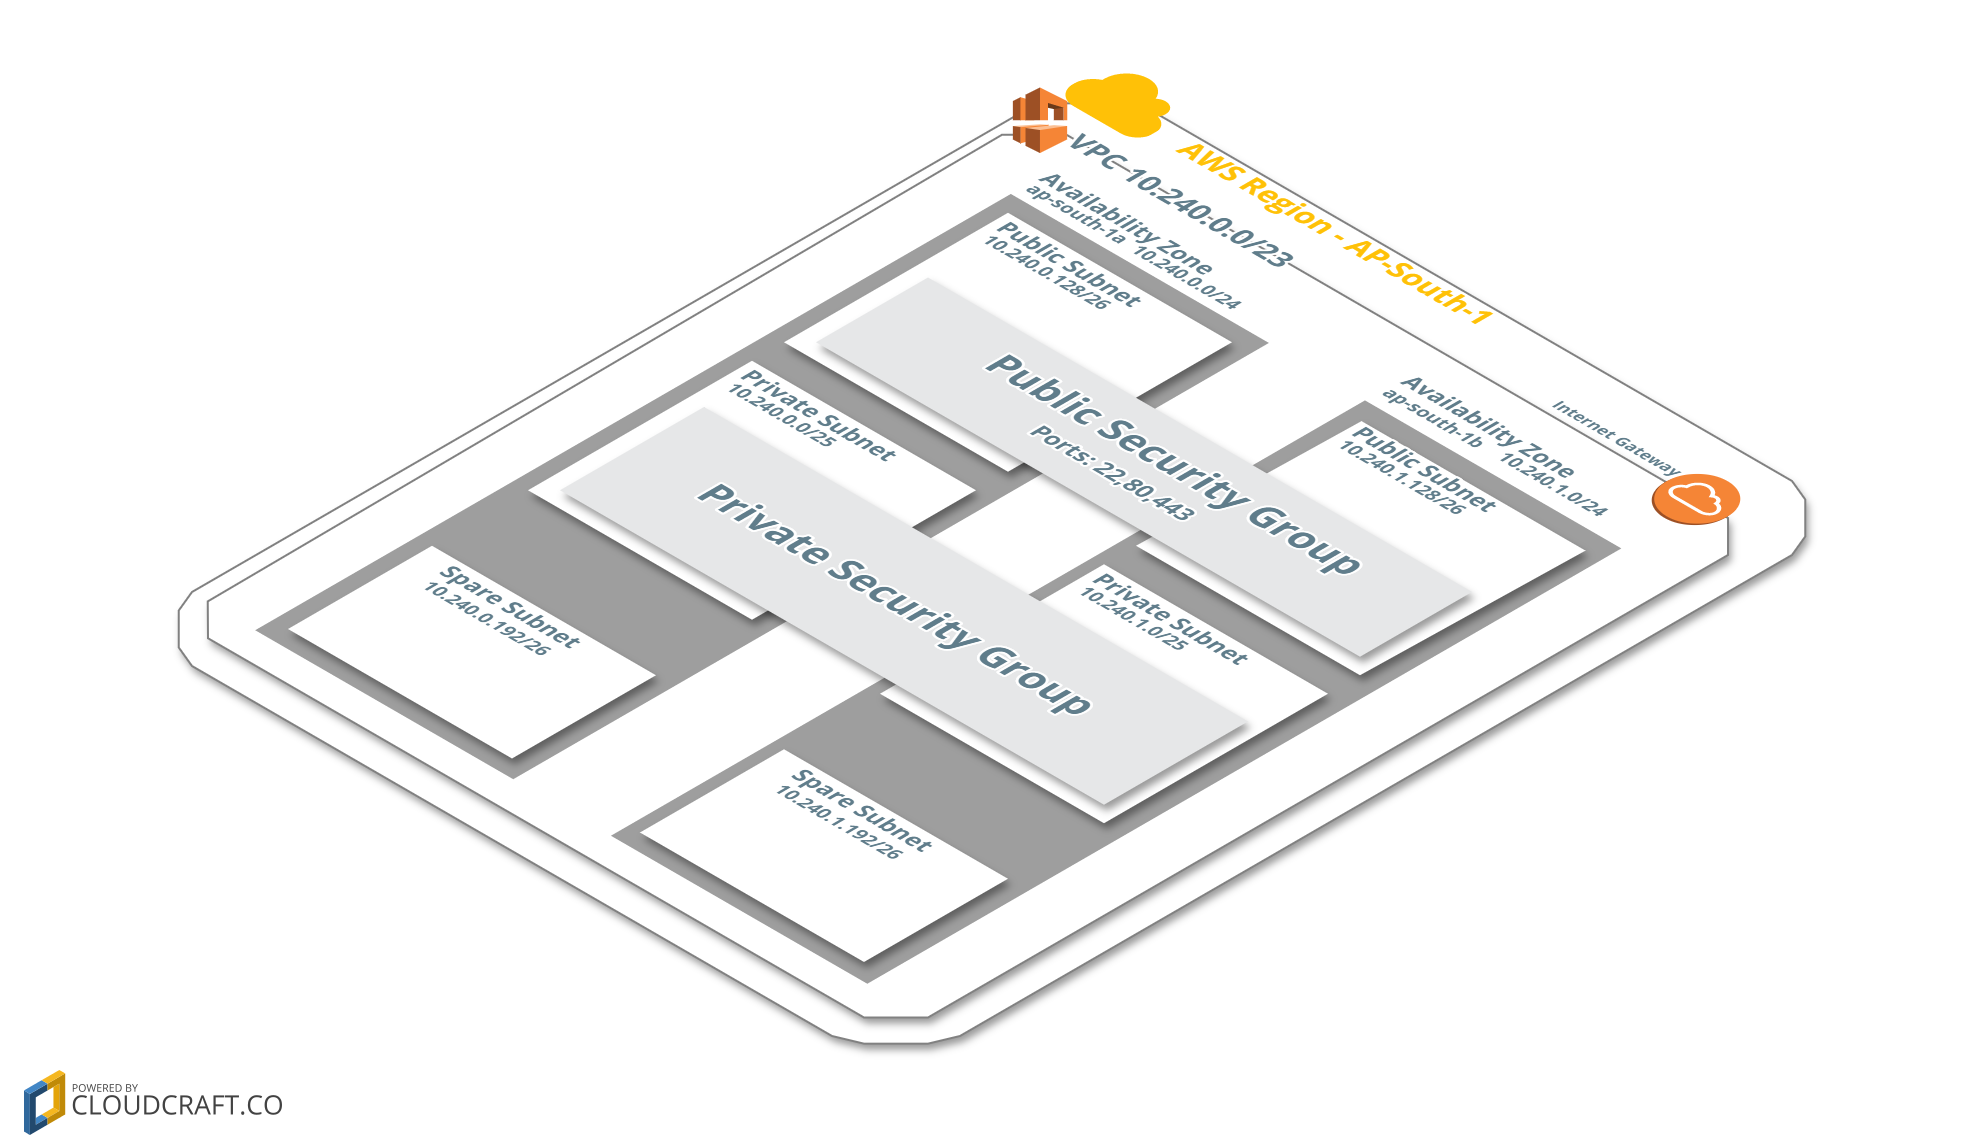 AWS Region - AP-South-1
VPC 10.240.0.0/23
Availability Zone
ap-south-1a 10.240.0.0/24
Public Subnet
10.240.0.128/26
Public Security Group
Ports: 22,80,443
Internet Gateway
Availability Zone
ap-south-1b 10.240.1.0/24
Public Subnet
10.240.1.128/26
Private Subnet
10.240.0.0/25
Private Security Group
Private Subnet
10.240.1.0/25
Spare Subnet
10.240.0.192/26
Spare Subnet
10.240.1.192/26
POWERED BY
CLOUDCRAFT.CO